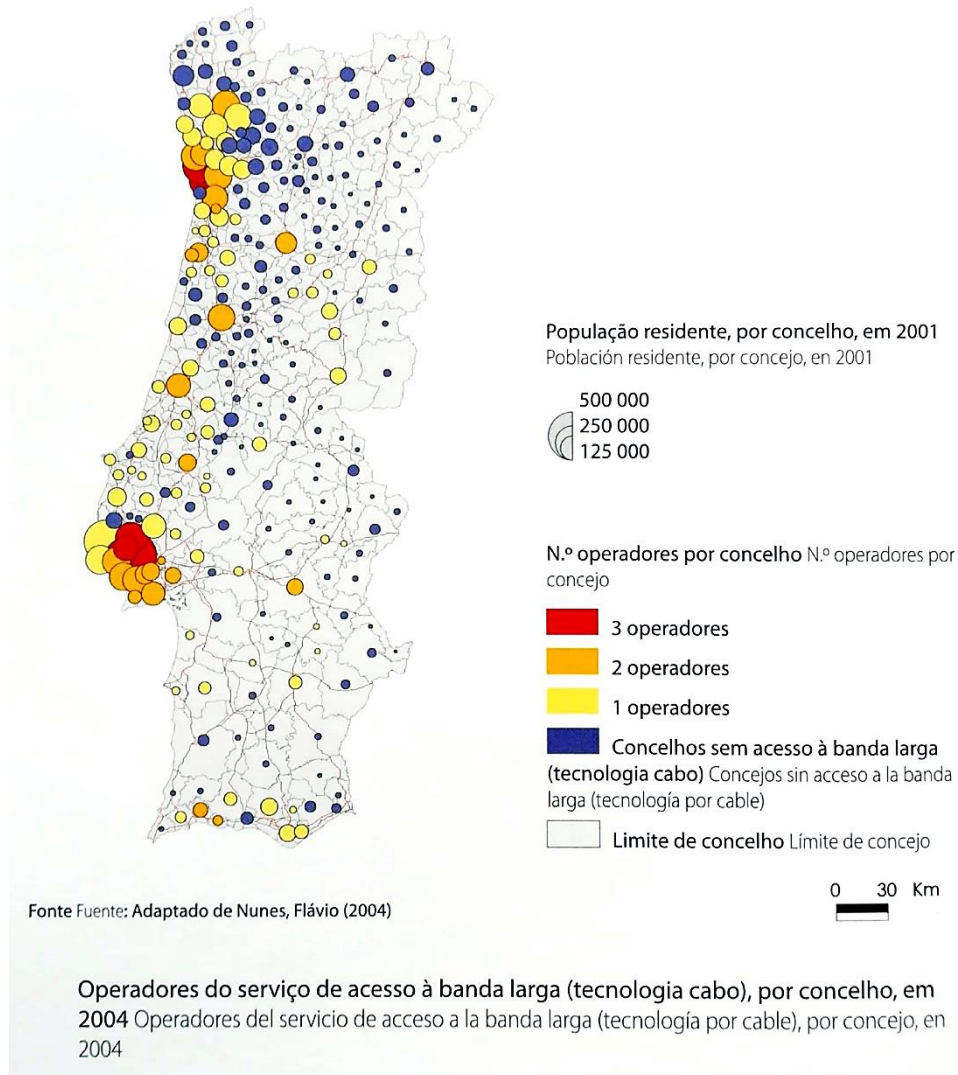 População residente, por concelho, em 2001
Población residente, por concejo, en 2001
500 000
250 000
125 000
N.º operadores por concelho N.º operadores por
concejo
3 operadores
2 operadores
1 operadores
Concelhos sem acesso à banda larga
(tecnologia cabo) Concejos sin acceso a la banda
larga (tecnología por cable)
Limite de concelho Límite de concejo
0 30 Km
Fonte Fuente: Adaptado de Nunes, Flávio (2004)
Operadores do serviço de acesso à banda larga (tecnologia cabo), por concelho, em
2004 Operadores del servicio de acceso a la banda larga (tecnología por cable), por concejo, en
2004